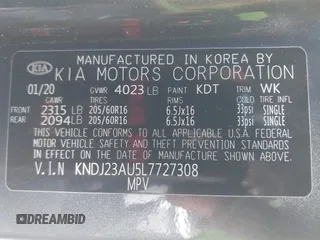 MANUFACTURED IN KOREA BY
KIA KIA MOTORS CORPORATION
01/20 GVWR 4023 LB PAINT KDT TRIM WK
GAWR TIRES RIMS COLD TIRE INFL
FRONT 2315 LB 205/60R16 6.5Jx16 33psi SINGLE
REAR 2094 LB 205/60R16 6.5Jx16 33psi SINGLE
THIS VEHICLE CONFORMS TO ALL APPLICABLE U.S.
FEDERAL MOTOR VEHICLE SAFETY AND THEFT
PREVENTION STANDARDS IN EFFECT ON THE DATE
OF MANUFACTURE SHOWN ABOVE.
V.I.N KNDJ23AU5L7727308
MPV
DREAMBID